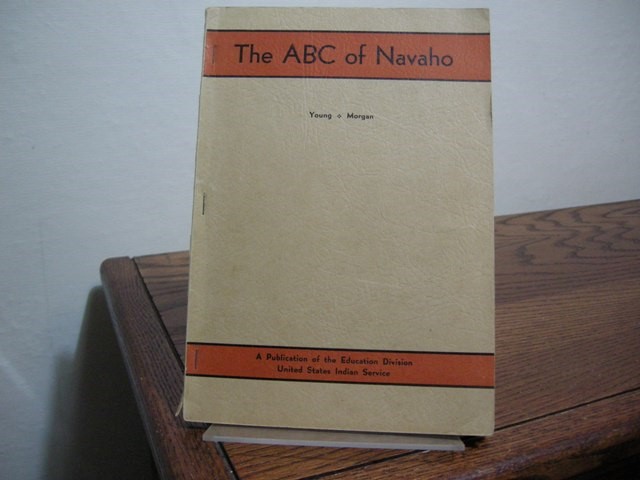 The ABC of Navaho
Young ◇ Morgan
A Publication of the Education Division
United States Indian Service